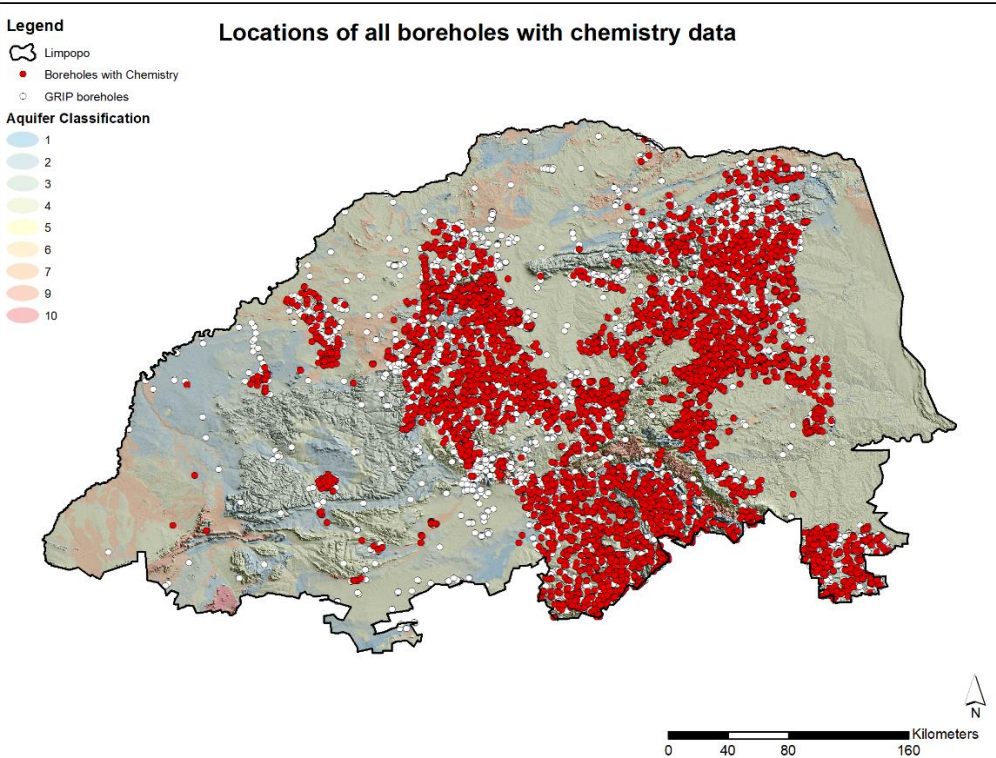 Locations of all boreholes with chemistry data
Legend
Limpopo
Boreholes with Chemistry
GRIP boreholes
Aquifer Classification
1
2
3
4
5
6
7
9
10
N
Kilometers
0 40 80 160